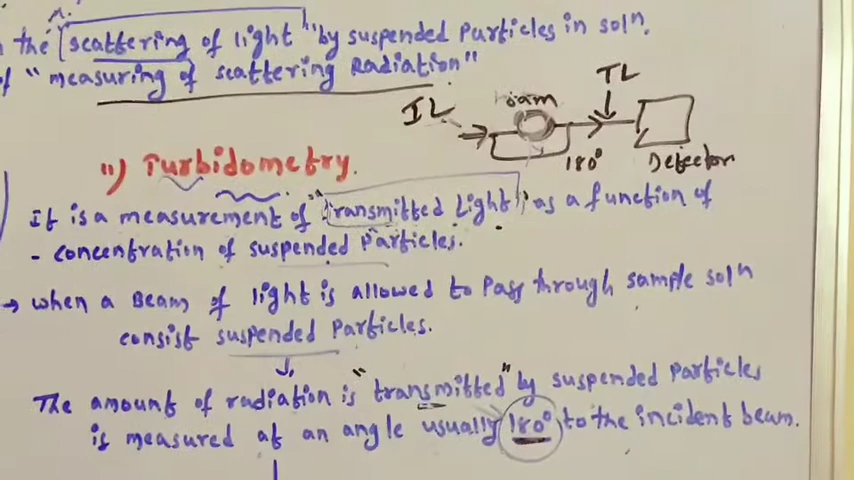 the scattering of light "by suspended particles in solⁿ.
"measuring of scattering Radiation"
TL
IL
180°
Detector
11) Turbidometry.
It is a measurement of "transmitted Light" as a function of
- concentration of suspended particles.
→ when a Beam of light is allowed to pass through sample solⁿ
consist suspended particles.
↓
The amount of radiation is "transmitted" by suspended particles
is measured at an angle usually 180° to the incident beam.